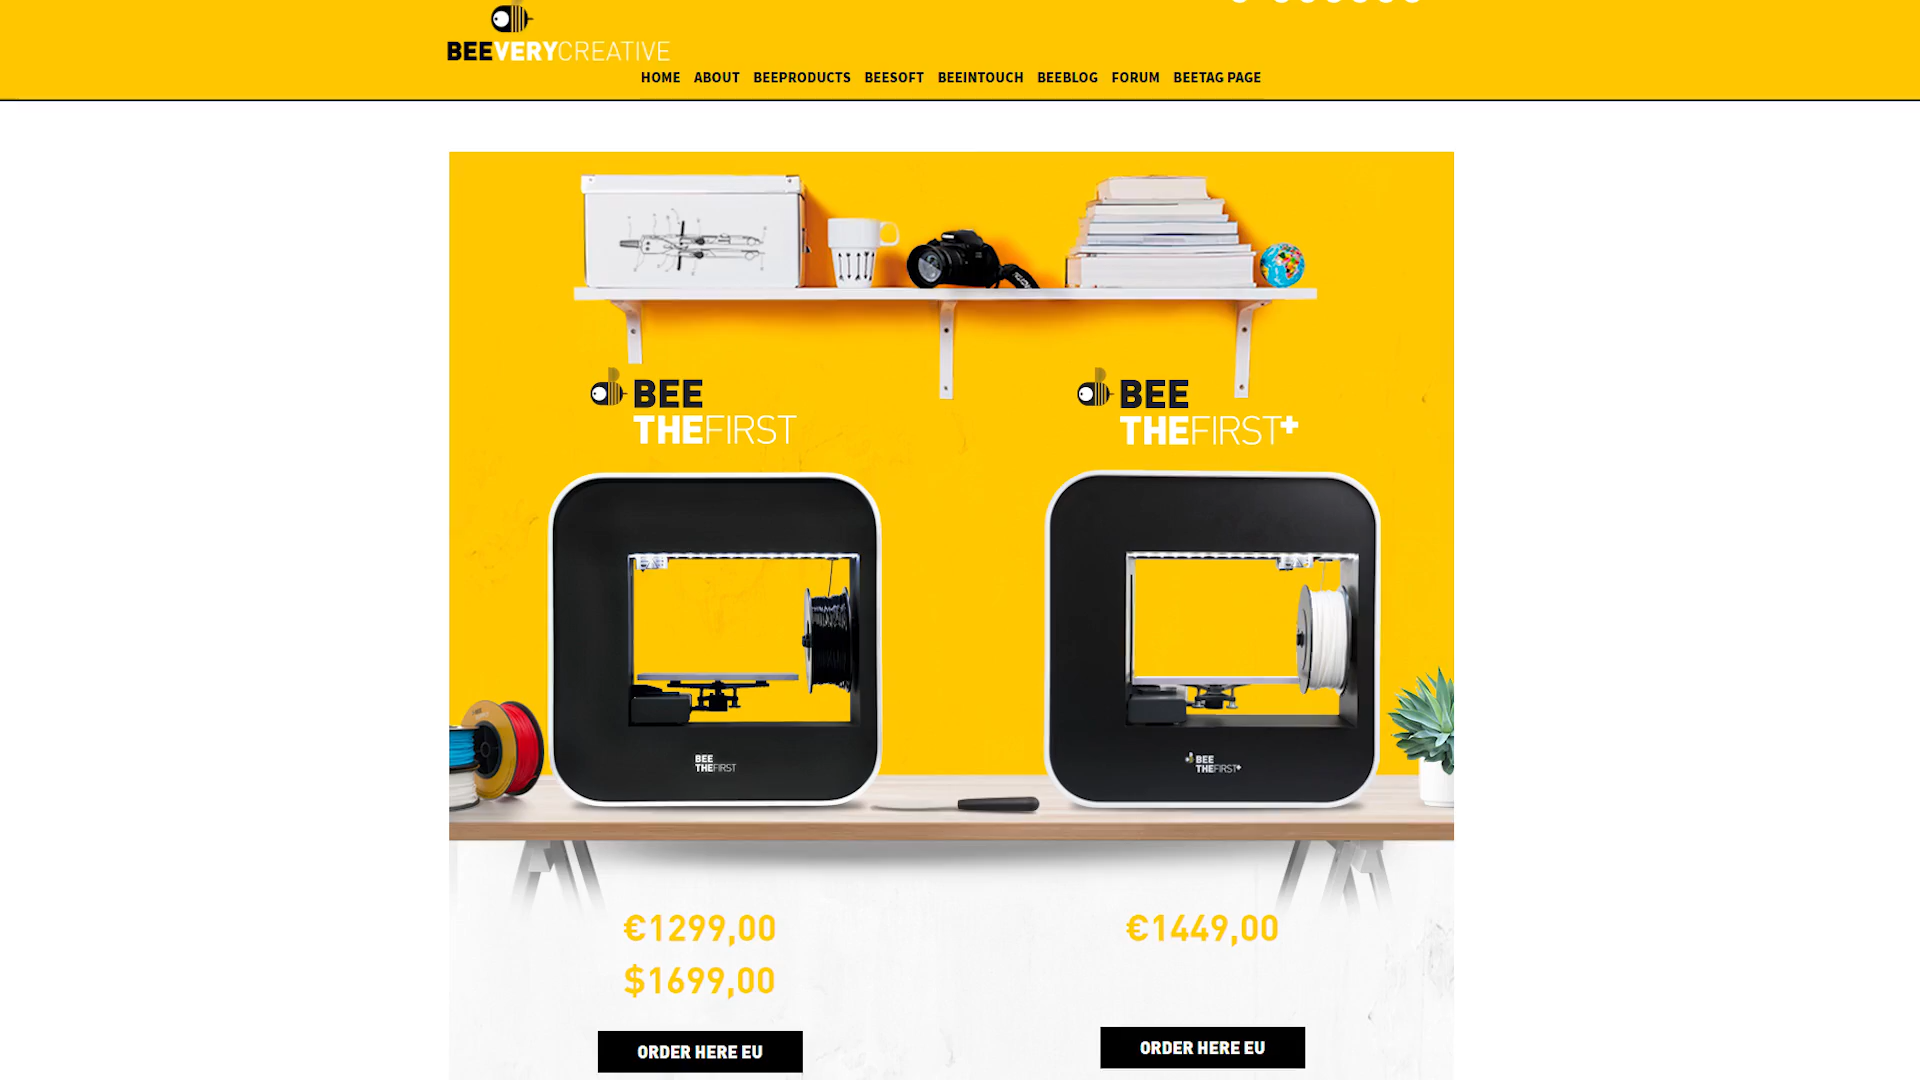 BEEVERYCREATIVE
HOME ABOUT BEEPRODUCTS BEESOFT BEEINTOUCH BEEBLOG FORUM BEETAG PAGE
BEE
THEFIRST
BEE
THEFIRST+
BEE
THEFIRST
BEE
THEFIRST+
€1299,00
€1449,00
$1699,00
ORDER HERE EU
ORDER HERE EU